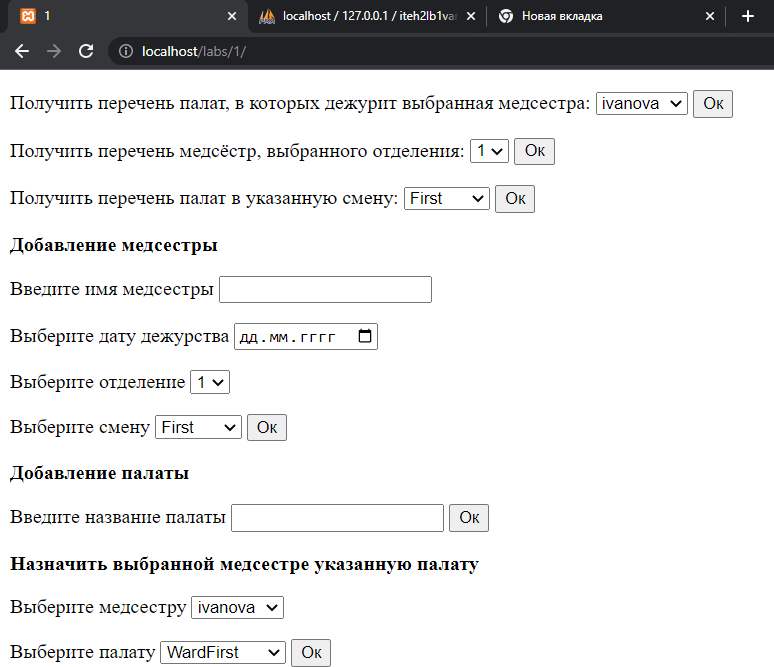 1
localhost / 127.0.0.1 / iteh2lb1var
Новая вкладка
localhost/labs/1/
Получить перечень палат, в которых дежурит выбранная медсестра: ivanova Ок
Получить перечень медсёстр, выбранного отделения: 1 Ок
Получить перечень палат в указанную смену: First Ок
Добавление медсестры
Введите имя медсестры
Выберите дату дежурства дд.мм.гггг
Выберите отделение 1
Выберите смену First Ок
Добавление палаты
Введите название палаты Ок
Назначить выбранной медсестре указанную палату
Выберите медсестру ivanova
Выберите палату WardFirst Ок